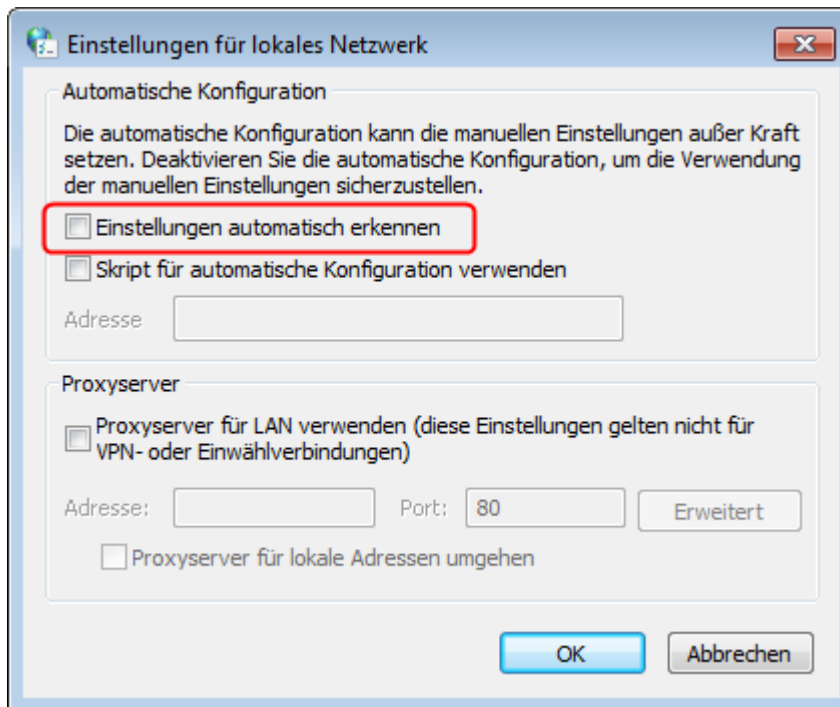 Einstellungen für lokales Netzwerk
Automatische Konfiguration
Die automatische Konfiguration kann die manuellen Einstellungen außer Kraft
setzen. Deaktivieren Sie die automatische Konfiguration, um die Verwendung
der manuellen Einstellungen sicherzustellen.
Einstellungen automatisch erkennen
Skript für automatische Konfiguration verwenden
Adresse
Proxyserver
Proxyserver für LAN verwenden (diese Einstellungen gelten nicht für
VPN- oder Einwählverbindungen)
Adresse: Port: 80 Erweitert
Proxyserver für lokale Adressen umgehen
OK Abbrechen